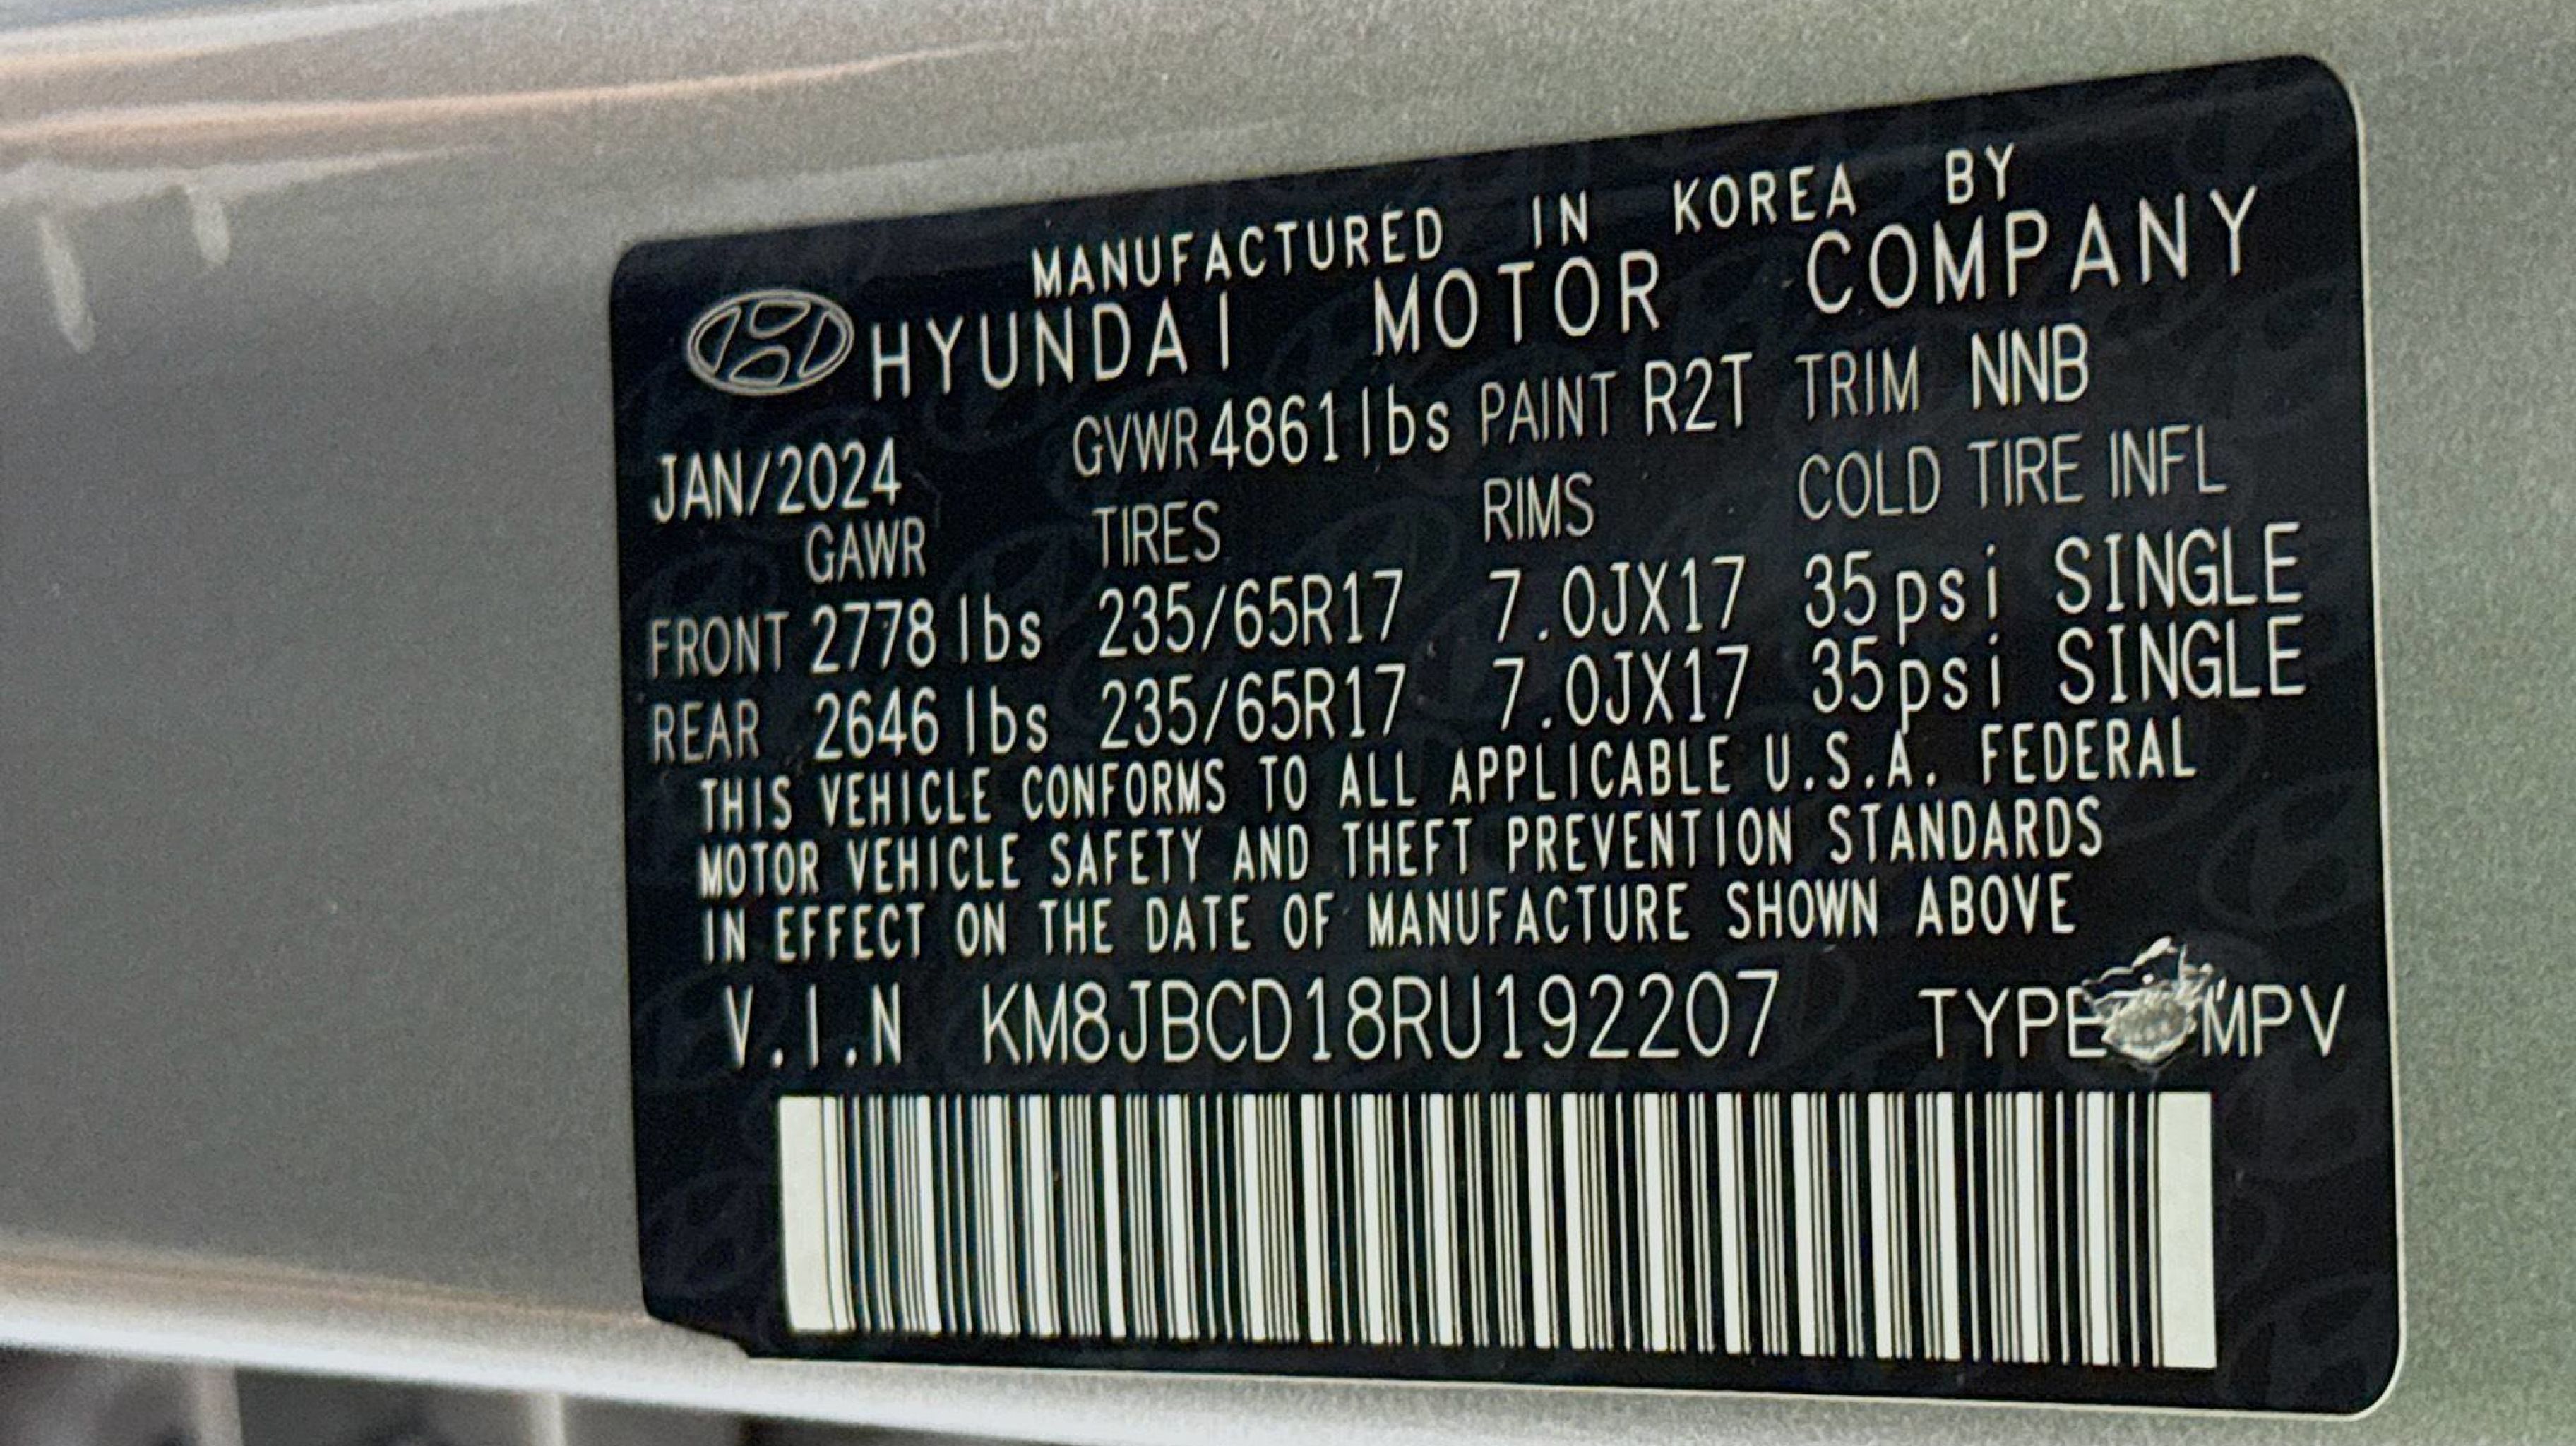 MANUFACTURED IN KOREA BY
HYUNDAI MOTOR COMPANY
JAN/2024 GVWR 4861 lbs PAINT R2T TRIM NNB
GAWR TIRES RIMS COLD TIRE INFL
FRONT 2778 lbs 235/65R17 7.0JX17 35psi SINGLE
REAR 2646 lbs 235/65R17 7.0JX17 35psi SINGLE
THIS VEHICLE CONFORMS TO ALL APPLICABLE U.S.A. FEDERAL
MOTOR VEHICLE SAFETY AND THEFT PREVENTION STANDARDS
IN EFFECT ON THE DATE OF MANUFACTURE SHOWN ABOVE
V.I.N KM8JBCD18RU192207 TYPE MPV